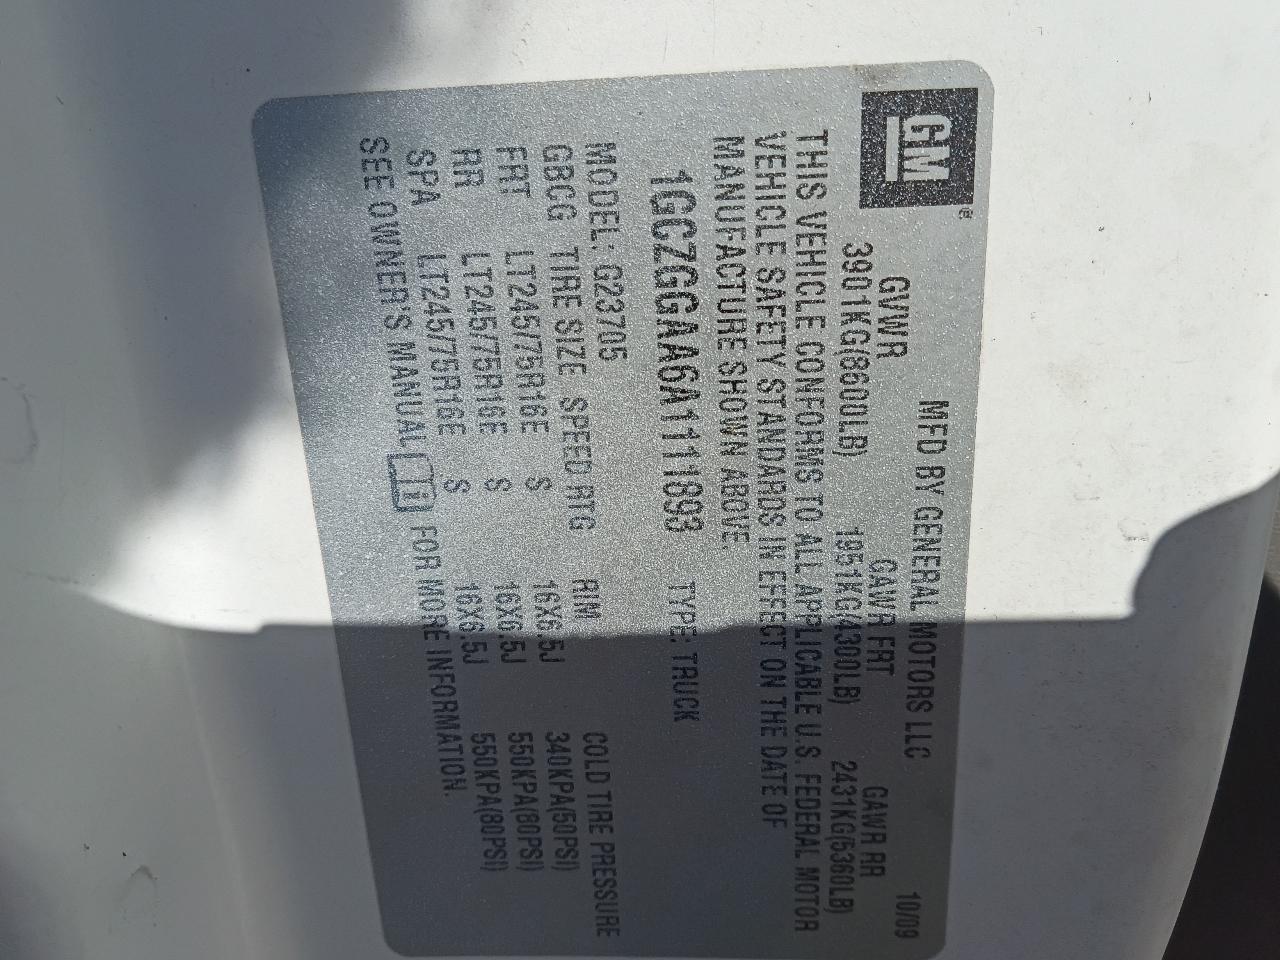 GM®
MFD BY GENERAL MOTORS LLC 10/09
GVWR GAWR FRT GAWR RR
3901KG(8600LB) 1951KG(4300LB) 2431KG(5360LB)
THIS VEHICLE CONFORMS TO ALL APPLICABLE U.S. FEDERAL MOTOR
VEHICLE SAFETY STANDARDS IN EFFECT ON THE DATE OF
MANUFACTURE SHOWN ABOVE.
1GCZGGAA6A1111893 TYPE: TRUCK
MODEL: G23705
GBCG TIRE SIZE SPEED RTG RIM COLD TIRE PRESSURE
FRT LT245/75R16E S 16X6.5J 340KPA(50PSI)
RR LT245/75R16E S 16X6.5J 550KPA(80PSI)
SPA LT245/75R16E S 16X6.5J 550KPA(80PSI)
SEE OWNER'S MANUAL i FOR MORE INFORMATION.